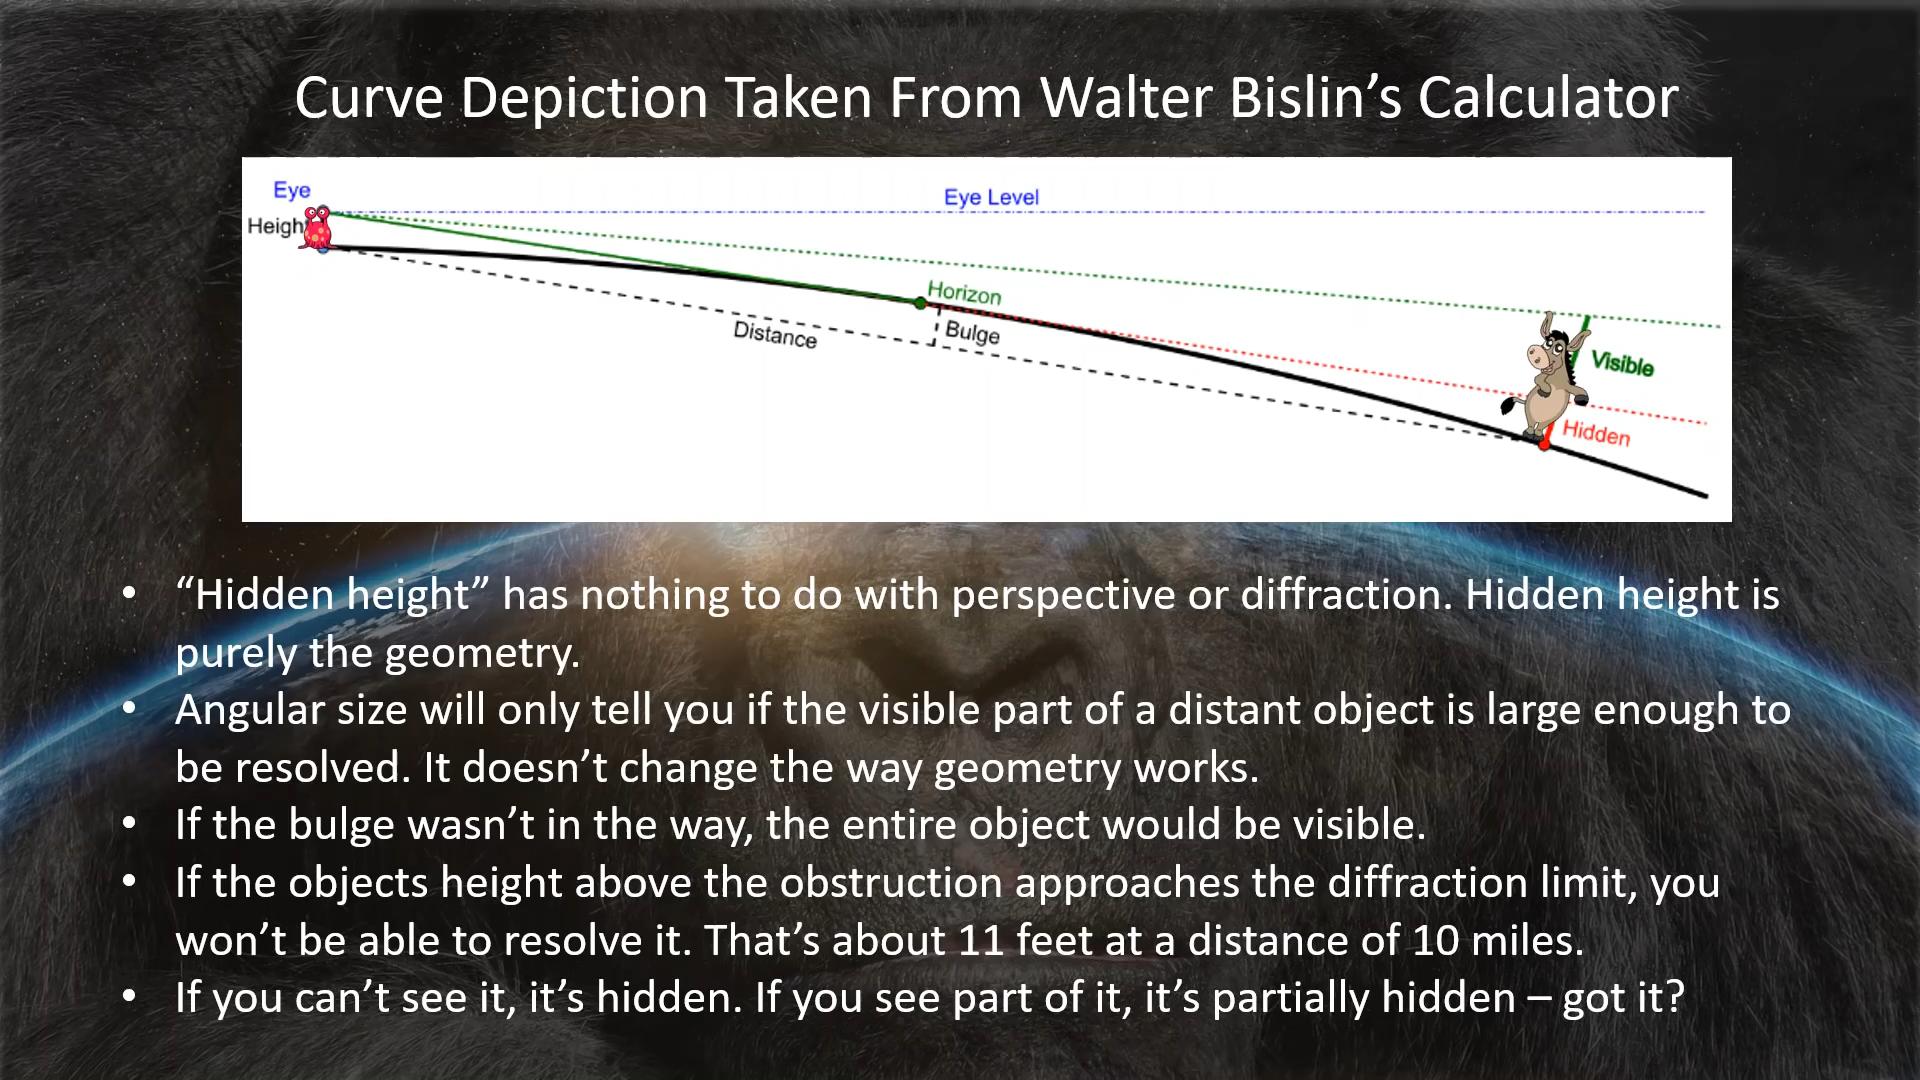 Curve Depiction Taken From Walter Bislin’s Calculator
Eye
Height
Eye Level
Horizon
Bulge
Distance
Visible
Hidden
• “Hidden height” has nothing to do with perspective or diffraction. Hidden height is
purely the geometry.
• Angular size will only tell you if the visible part of a distant object is large enough to
be resolved. It doesn’t change the way geometry works.
• If the bulge wasn’t in the way, the entire object would be visible.
• If the objects height above the obstruction approaches the diffraction limit, you
won’t be able to resolve it. That’s about 11 feet at a distance of 10 miles.
• If you can’t see it, it’s hidden. If you see part of it, it’s partially hidden – got it?